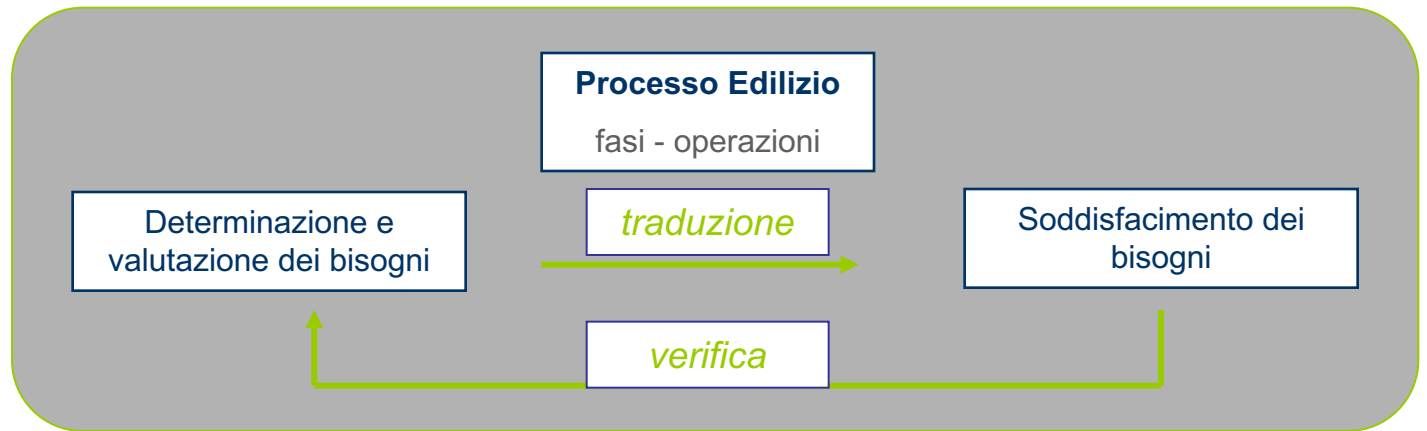 Processo Edilizio
fasi - operazioni
Determinazione e
valutazione dei bisogni
traduzione
Soddisfacimento dei
bisogni
verifica